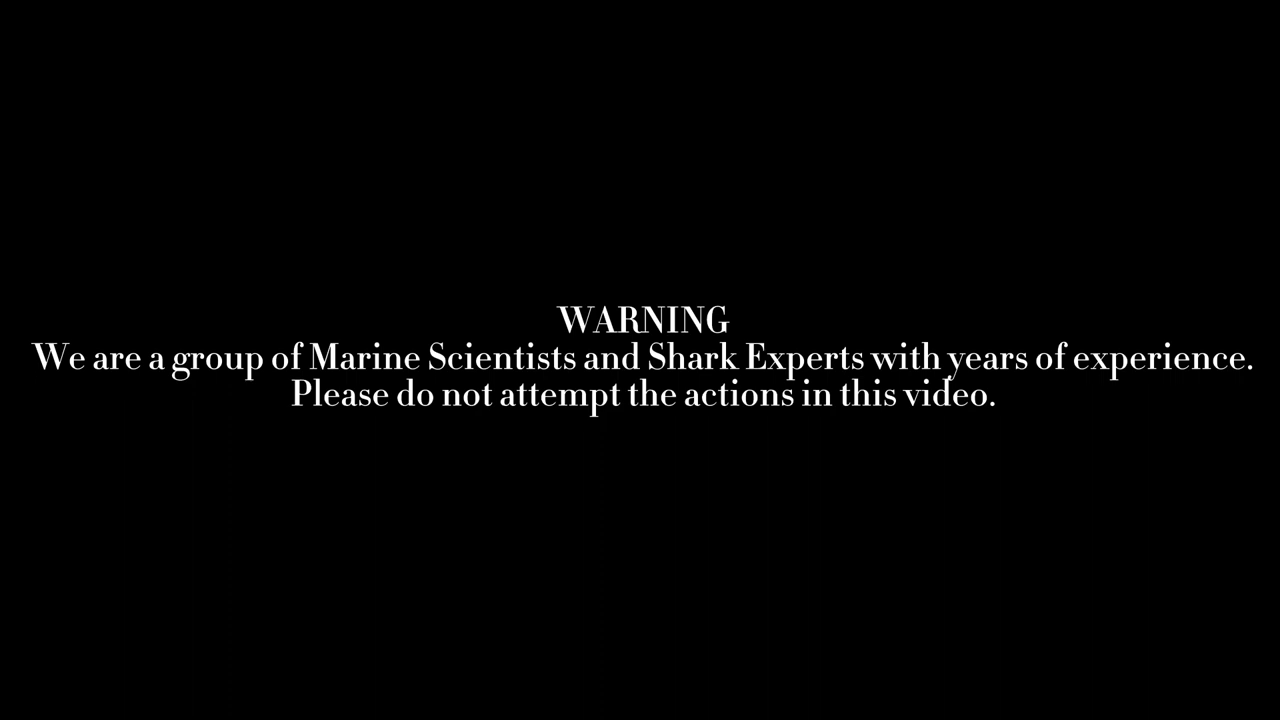 WARNING
We are a group of Marine Scientists and Shark Experts with years of experience.
Please do not attempt the actions in this video.